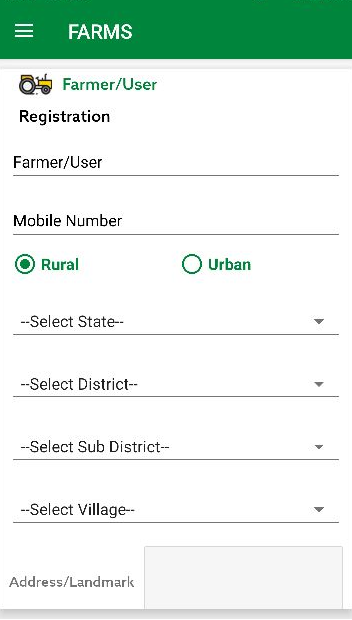 FARMS
Farmer/User
Registration
Farmer/User
Mobile Number
Rural Urban
--Select State--
--Select District--
--Select Sub District--
--Select Village--
Address/Landmark